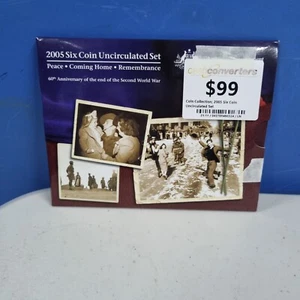 2005 Six Coin Uncirculated Set
Peace • Coming Home • Remembrance
60th Anniversary of the end of the Second World War
converters
$99
Coin Collection; 2005 Six Coin
Uncirculated Set